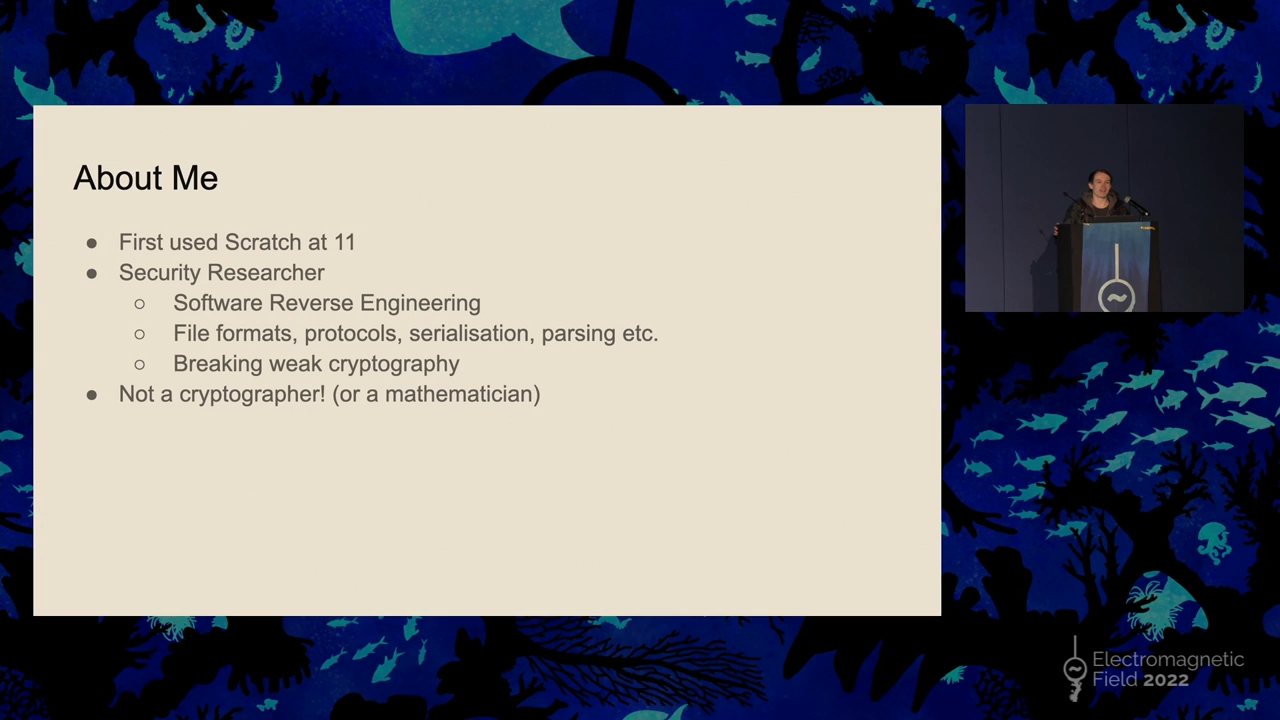 About Me
● First used Scratch at 11
● Security Researcher
○ Software Reverse Engineering
○ File formats, protocols, serialisation, parsing etc.
○ Breaking weak cryptography
● Not a cryptographer! (or a mathematician)
Electromagnetic
Field 2022